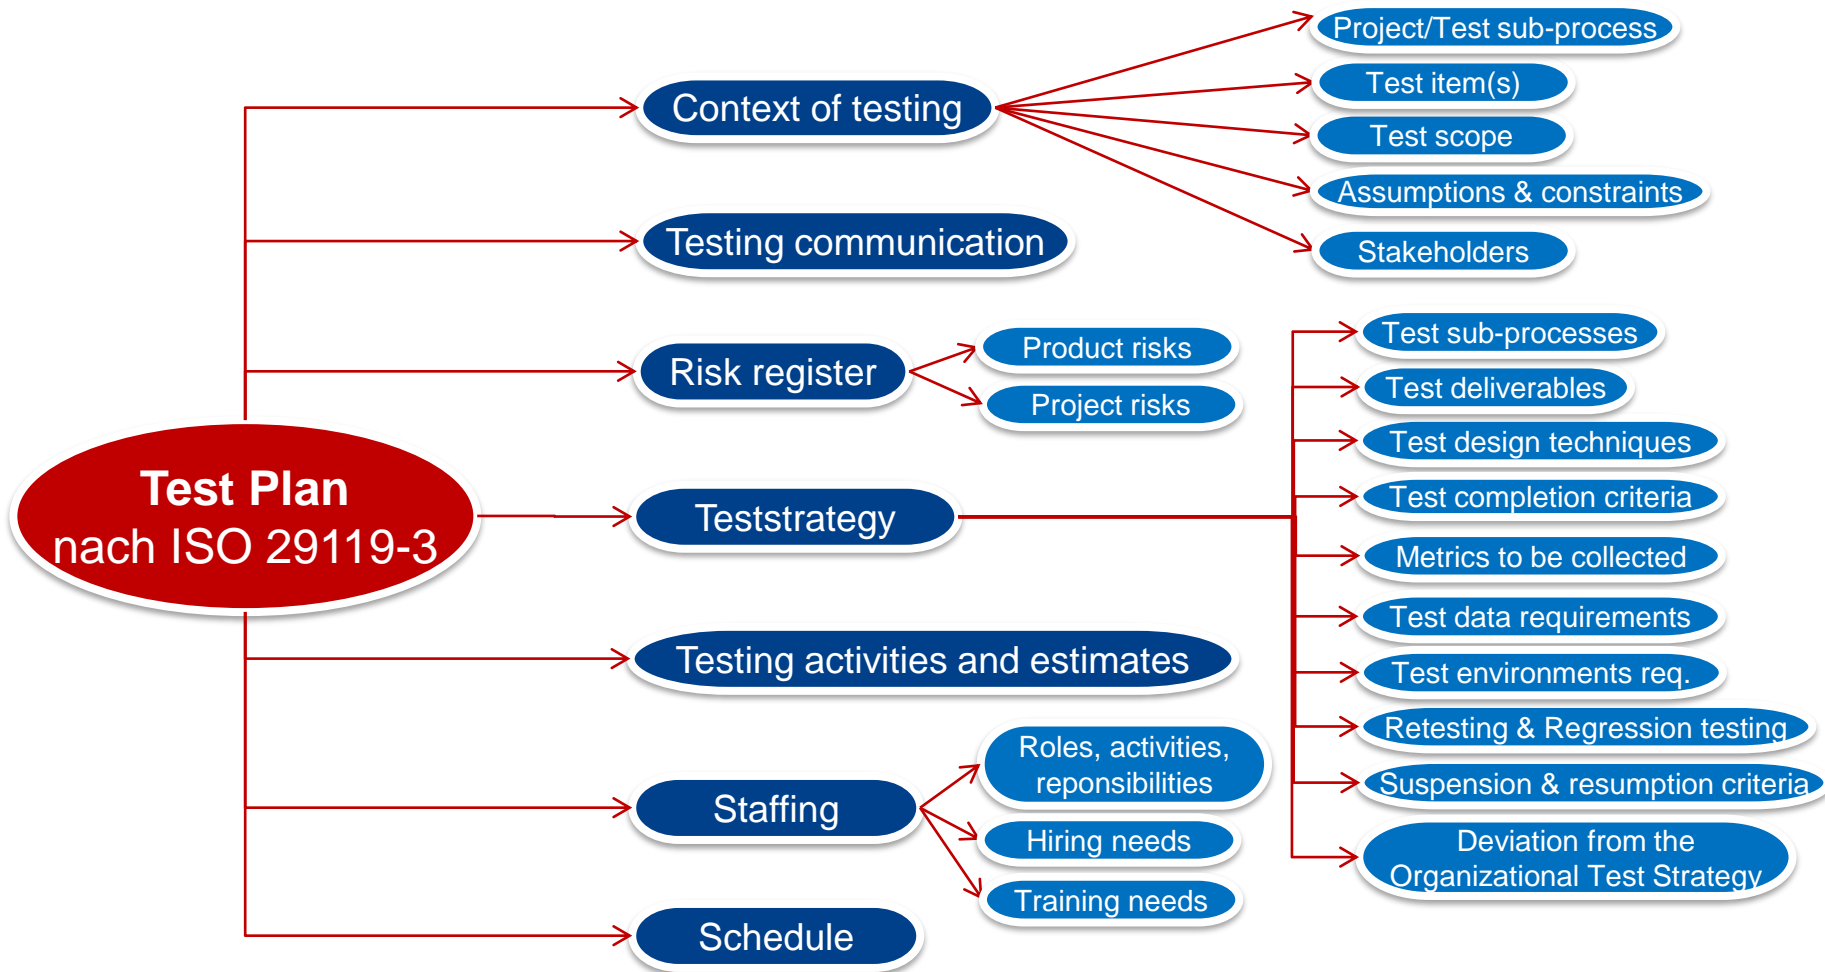 Test Plan
nach ISO 29119-3
Context of testing
Project/Test sub-process
Test item(s)
Test scope
Assumptions & constraints
Stakeholders
Testing communication
Risk register
Product risks
Project risks
Teststrategy
Test sub-processes
Test deliverables
Test design techniques
Test completion criteria
Metrics to be collected
Test data requirements
Test environments req.
Retesting & Regression testing
Suspension & resumption criteria
Deviation from the
Organizational Test Strategy
Testing activities and estimates
Staffing
Roles, activities,
reponsibilities
Hiring needs
Training needs
Schedule